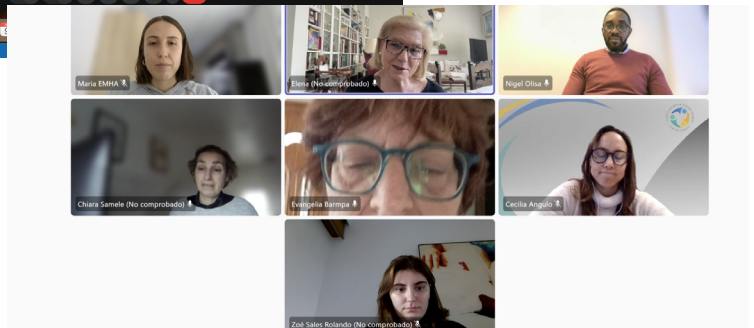 Maria EMHA
Elena (No comprobado)
Nigel Olisa
Chiara Samele (No comprobado)
Evangelia Barmpa
Cecilia Angulo
Zoé Sales Rolando (No comprobado)